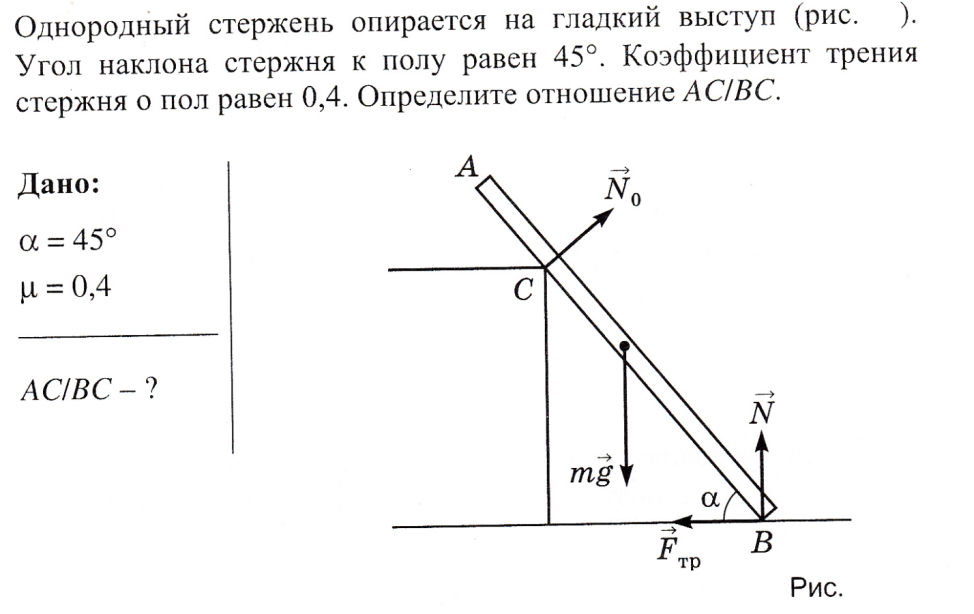 Однородный стержень опирается на гладкий выступ (рис. ).
Угол наклона стержня к полу равен 45°. Коэффициент трения
стержня о пол равен 0,4. Определите отношение AC/BC.
Дано:
α = 45°
μ = 0,4
AC/BC – ?
A
N⃗₀
C
mg⃗
N⃗
α
F⃗тр
B
Рис.